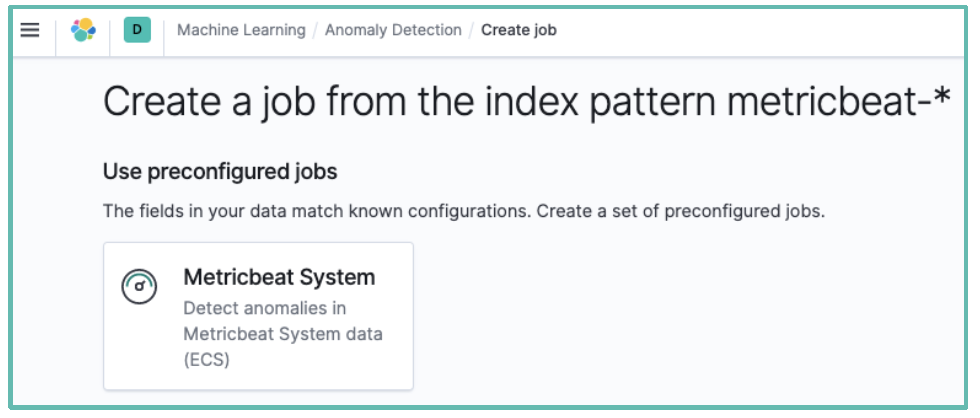 D Machine Learning / Anomaly Detection / Create job
Create a job from the index pattern metricbeat-*
Use preconfigured jobs
The fields in your data match known configurations. Create a set of preconfigured jobs.
Metricbeat System
Detect anomalies in
Metricbeat System data
(ECS)